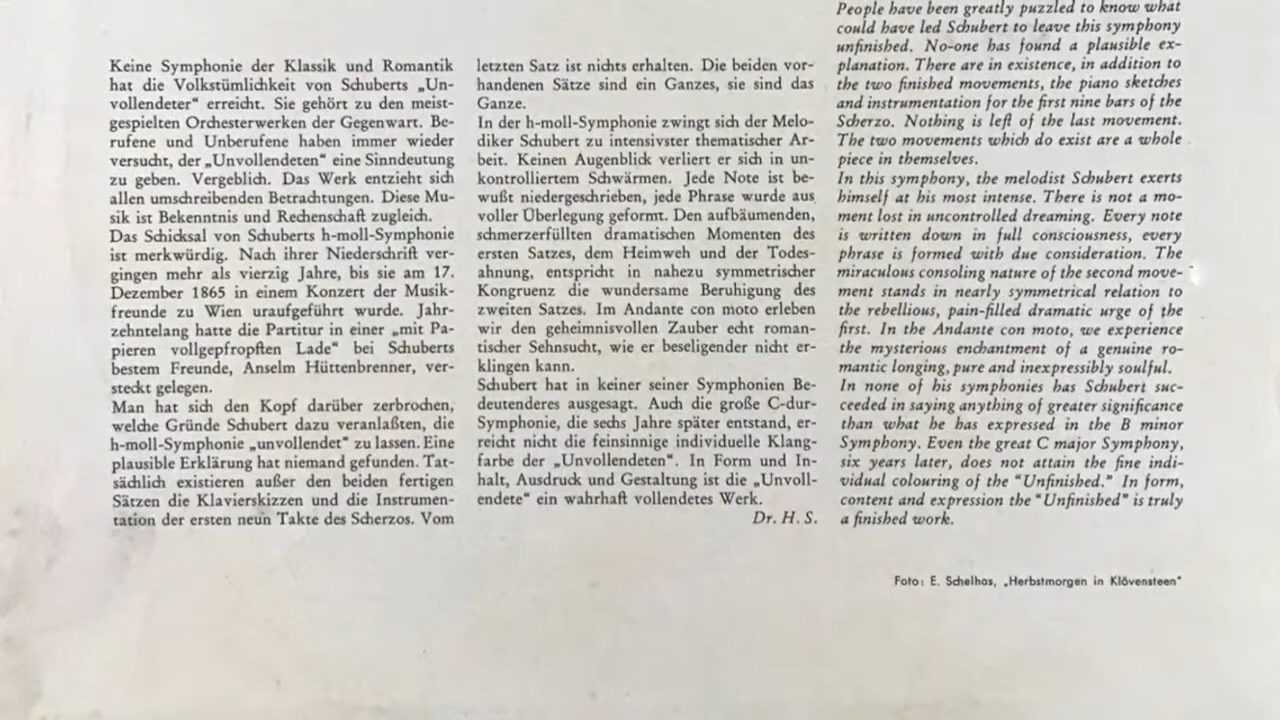 Keine Symphonie der Klassik und Romantik
hat die Volkstümlichkeit von Schuberts „Un-
vollendeter“ erreicht. Sie gehört zu den meist-
gespielten Orchesterwerken der Gegenwart. Be-
rufene und Unberufene haben immer wieder
versucht, der „Unvollendeten“ eine Sinndeutung
zu geben. Vergeblich. Das Werk entzieht sich
allen umschreibenden Betrachtungen. Diese Mu-
sik ist Bekenntnis und Rechenschaft zugleich.
Das Schicksal von Schuberts h-moll-Symphonie
ist merkwürdig. Nach ihrer Niederschrift ver-
gingen mehr als vierzig Jahre, bis sie am 17.
Dezember 1865 in einem Konzert der Musik-
freunde zu Wien uraufgeführt wurde. Jahr-
zehntelang hatte die Partitur in einer „mit Pa-
pieren vollgepfropften Lade“ bei Schuberts
bestem Freunde, Anselm Hüttenbrenner, ver-
steckt gelegen.
Man hat sich den Kopf darüber zerbrochen,
welche Gründe Schubert dazu veranlaßten, die
h-moll-Symphonie „unvollendet“ zu lassen. Eine
plausible Erklärung hat niemand gefunden. Tat-
sächlich existieren außer den beiden fertigen
Sätzen die Klavierskizzen und die Instrumen-
tation der ersten neun Takte des Scherzos. Vom
letzten Satz ist nichts erhalten. Die beiden vor-
handenen Sätze sind ein Ganzes, sie sind das
Ganze.
In der h-moll-Symphonie zwingt sich der Melo-
diker Schubert zu intensivster thematischer Ar-
beit. Keinen Augenblick verliert er sich in un-
kontrolliertem Schwärmen. Jede Note ist be-
wußt niedergeschrieben, jede Phrase wurde aus
voller Überlegung geformt. Den aufbäumenden,
schmerzerfüllten dramatischen Momenten des
ersten Satzes, dem Heimweh und der Todes-
ahnung, entspricht in nahezu symmetrischer
Kongruenz die wundersame Beruhigung des
zweiten Satzes. Im Andante con moto erleben
wir den geheimnisvollen Zauber echt roman-
tischer Sehnsucht, wie er beseligender nicht er-
klingen kann.
Schubert hat in keiner seiner Symphonien Be-
deutenderes ausgesagt. Auch die große C-dur-
Symphonie, die sechs Jahre später entstand, er-
reicht nicht die feinsinnige individuelle Klang-
farbe der „Unvollendeten“. In Form und In-
halt, Ausdruck und Gestaltung ist die „Unvoll-
endete“ ein wahrhaft vollendetes Werk.
Dr. H. S.
People have been greatly puzzled to know what
could have led Schubert to leave this symphony
unfinished. No-one has found a plausible ex-
planation. There are in existence, in addition to
the two finished movements, the piano sketches
and instrumentation for the first nine bars of the
Scherzo. Nothing is left of the last movement.
The two movements which do exist are a whole
piece in themselves.
In this symphony, the melodist Schubert exerts
himself at his most intense. There is not a mo-
ment lost in uncontrolled dreaming. Every note
is written down in full consciousness, every
phrase is formed with due consideration. The
miraculous consoling nature of the second move-
ment stands in nearly symmetrical relation to
the rebellious, pain-filled dramatic urge of the
first. In the Andante con moto, we experience
the mysterious enchantment of a genuine ro-
mantic longing, pure and inexpressibly soulful.
In none of his symphonies has Schubert suc-
ceeded in saying anything of greater significance
than what he has expressed in the B minor
Symphony. Even the great C major Symphony,
six years later, does not attain the fine indi-
vidual colouring of the "Unfinished." In form,
content and expression the "Unfinished" is truly
a finished work.
Foto: E. Schelhas, „Herbstmorgen in Klövensteen“